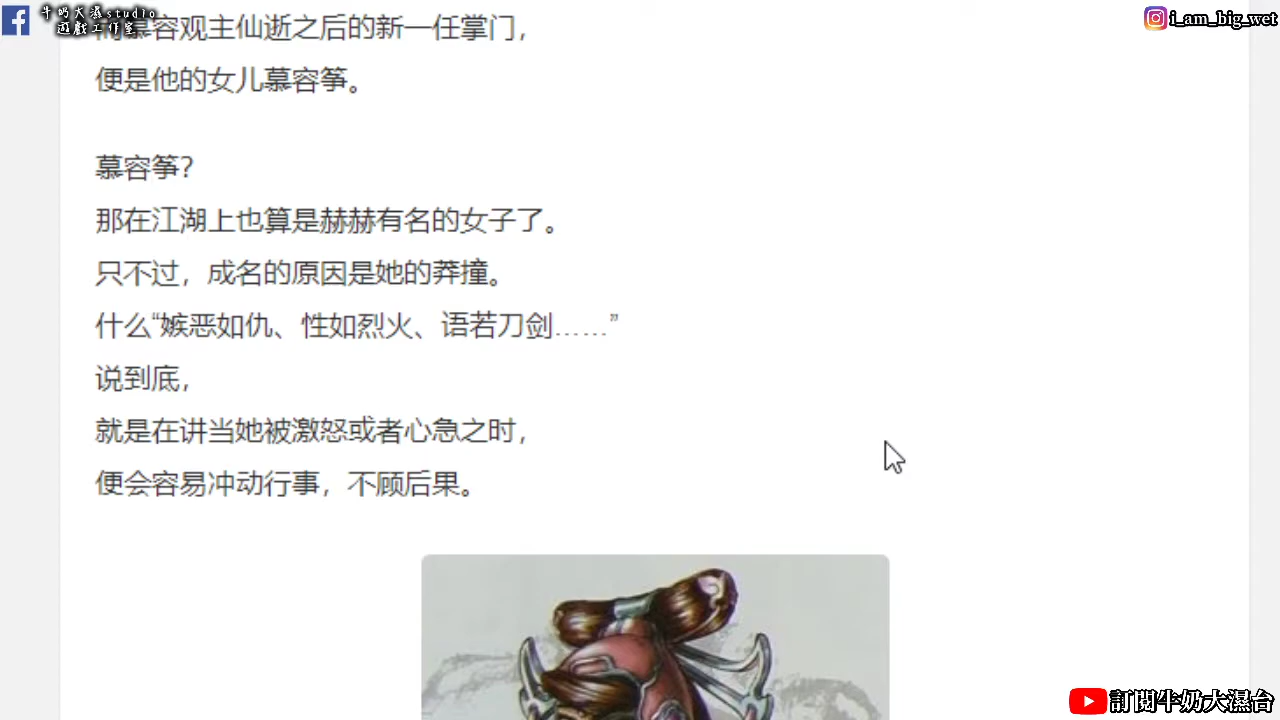 牛奶大濕studio
遊戲工作室
i_am_big_wet
而慕容观主仙逝之后的新一任掌门，
便是他的女儿慕容筝。
慕容筝？
那在江湖上也算是赫赫有名的女子了。
只不过，成名的原因是她的莽撞。
什么“嫉恶如仇、性如烈火、语若刀剑……”
说到底，
就是在讲当她被激怒或者心急之时，
便会容易冲动行事，不顾后果。
訂閱牛奶大濕台